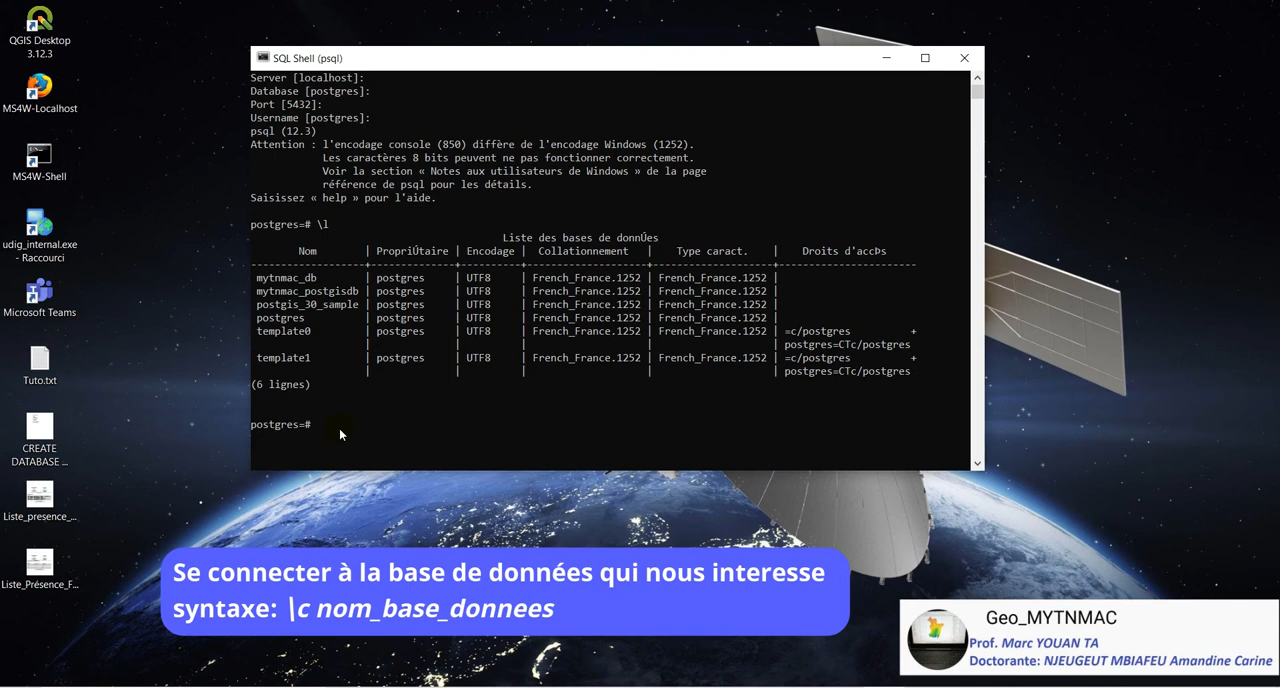 QGIS Desktop
3.12.3
MS4W-Localhost
MS4W-Shell
udig_internal.exe
- Raccourci
Microsoft Teams
Tuto.txt
CREATE
DATABASE ...
Liste_presence_...
Liste_Présence_F...
SQL Shell (psql)
Server [localhost]:
Database [postgres]:
Port [5432]:
Username [postgres]:
psql (12.3)
Attention : l'encodage console (850) diffère de l'encodage Windows (1252).
Les caractères 8 bits peuvent ne pas fonctionner correctement.
Voir la section « Notes aux utilisateurs de Windows » de la page
référence de psql pour les détails.
Saisissez « help » pour l'aide.
postgres=# \l
Liste des bases de donnÚes
Nom | PropriÚtaire | Encodage | Collationnement | Type caract. | Droits d'accÞs
-------------------+--------------+----------+--------------------+--------------------+-----------------------
mytnmac_db | postgres | UTF8 | French_France.1252 | French_France.1252 |
mytnmac_postgisdb | postgres | UTF8 | French_France.1252 | French_France.1252 |
postgis_30_sample | postgres | UTF8 | French_France.1252 | French_France.1252 |
postgres | postgres | UTF8 | French_France.1252 | French_France.1252 |
template0 | postgres | UTF8 | French_France.1252 | French_France.1252 | =c/postgres +
| | | | | postgres=CTc/postgres
template1 | postgres | UTF8 | French_France.1252 | French_France.1252 | =c/postgres +
| | | | | postgres=CTc/postgres
(6 lignes)
postgres=#
Se connecter à la base de données qui nous interesse
syntaxe: \c nom_base_donnees
Geo_MYTNMAC
Prof. Marc YOUAN TA
Doctorante: NJEUGEUT MBIAFEU Amandine Carine